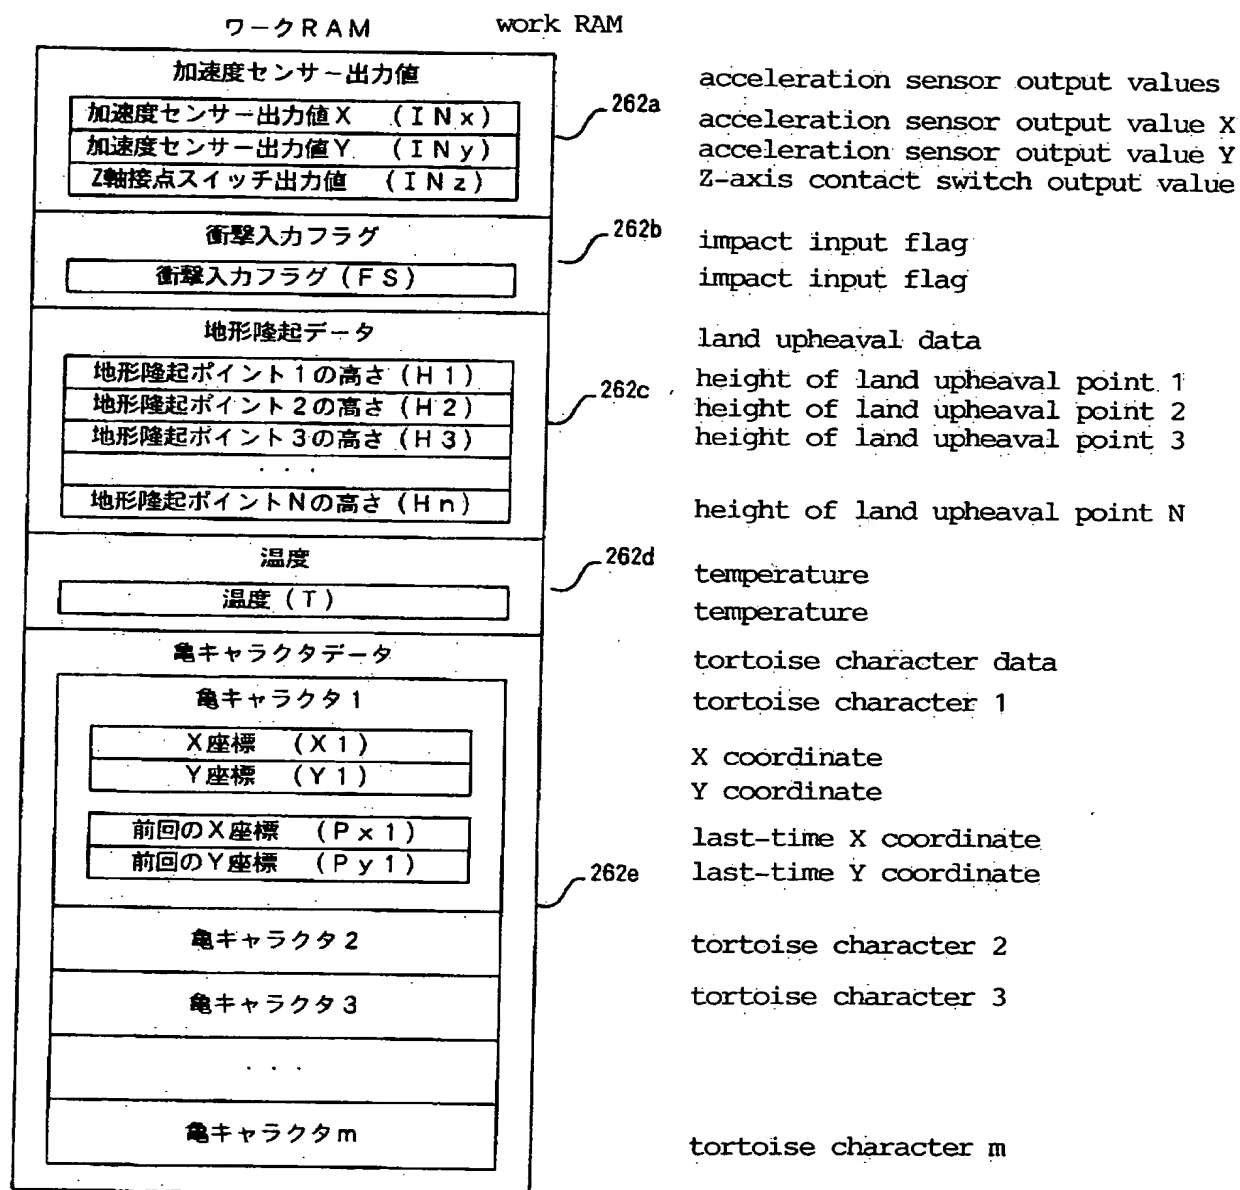 ワークRAM work RAM
加速度センサー出力値 acceleration sensor output values
262a
加速度センサー出力値X (INx) acceleration sensor output value X
加速度センサー出力値Y (INy) acceleration sensor output value Y
Z軸接点スイッチ出力値 (INz) Z-axis contact switch output value
衝撃入力フラグ 262b impact input flag
衝撃入力フラグ(FS) impact input flag
地形隆起データ land upheaval data
地形隆起ポイント1の高さ(H1) height of land upheaval point 1
262c
地形隆起ポイント2の高さ(H2) height of land upheaval point 2
地形隆起ポイント3の高さ(H3) height of land upheaval point 3
・・・
地形隆起ポイントNの高さ(Hn) height of land upheaval point N
温度 262d temperature
温度(T) temperature
亀キャラクタデータ tortoise character data
亀キャラクタ1 tortoise character 1
X座標 (X1) X coordinate
Y座標 (Y1) Y coordinate
前回のX座標 (Px1) last-time X coordinate
前回のY座標 (Py1) 262e last-time Y coordinate
亀キャラクタ2 tortoise character 2
亀キャラクタ3 tortoise character 3
・・・
亀キャラクタm tortoise character m